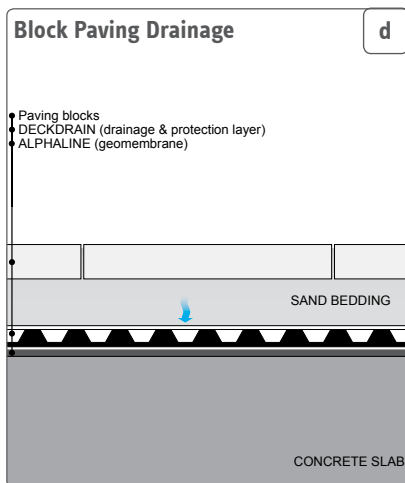 Block Paving Drainage
d
Paving blocks
DECKDRAIN (drainage & protection layer)
ALPHALINE (geomembrane)
SAND BEDDING
CONCRETE SLAB